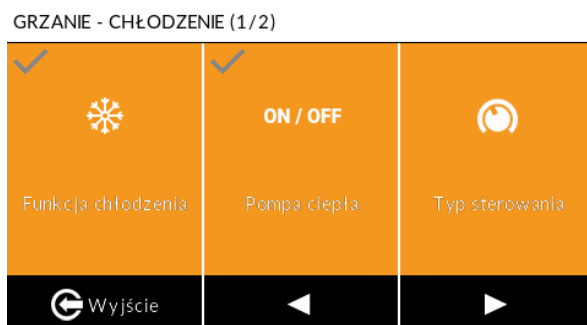 GRZANIE - CHŁODZENIE (1/2)
ON / OFF
Funkcja chłodzenia
Pompa ciepła
Typ sterowania
Wyjście